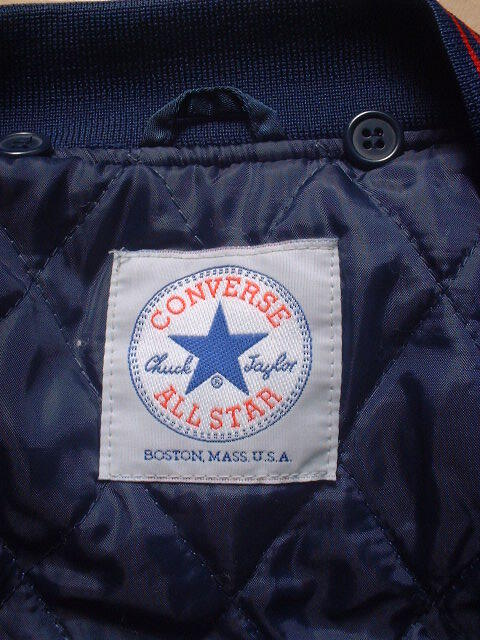 CONVERSE
Chuck Taylor
®
ALL STAR
BOSTON, MASS. U.S.A.